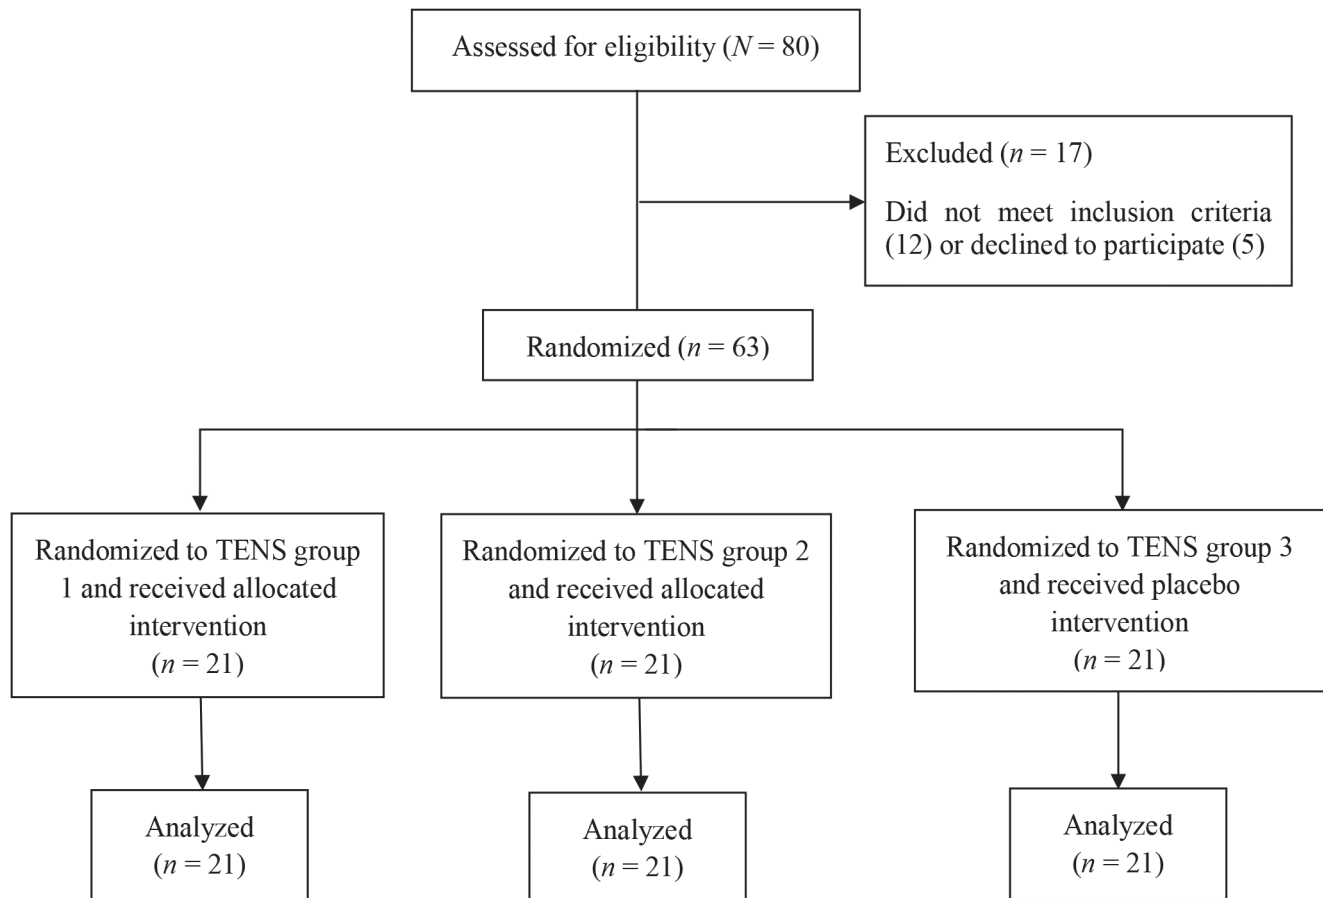 Assessed for eligibility (N = 80)
Excluded (n = 17)
Did not meet inclusion criteria
(12) or declined to participate (5)
Randomized (n = 63)
Randomized to TENS group
1 and received allocated
intervention
(n = 21)
Randomized to TENS group 2
and received allocated
intervention
(n = 21)
Randomized to TENS group 3
and received placebo
intervention
(n = 21)
Analyzed
(n = 21)
Analyzed
(n = 21)
Analyzed
(n = 21)